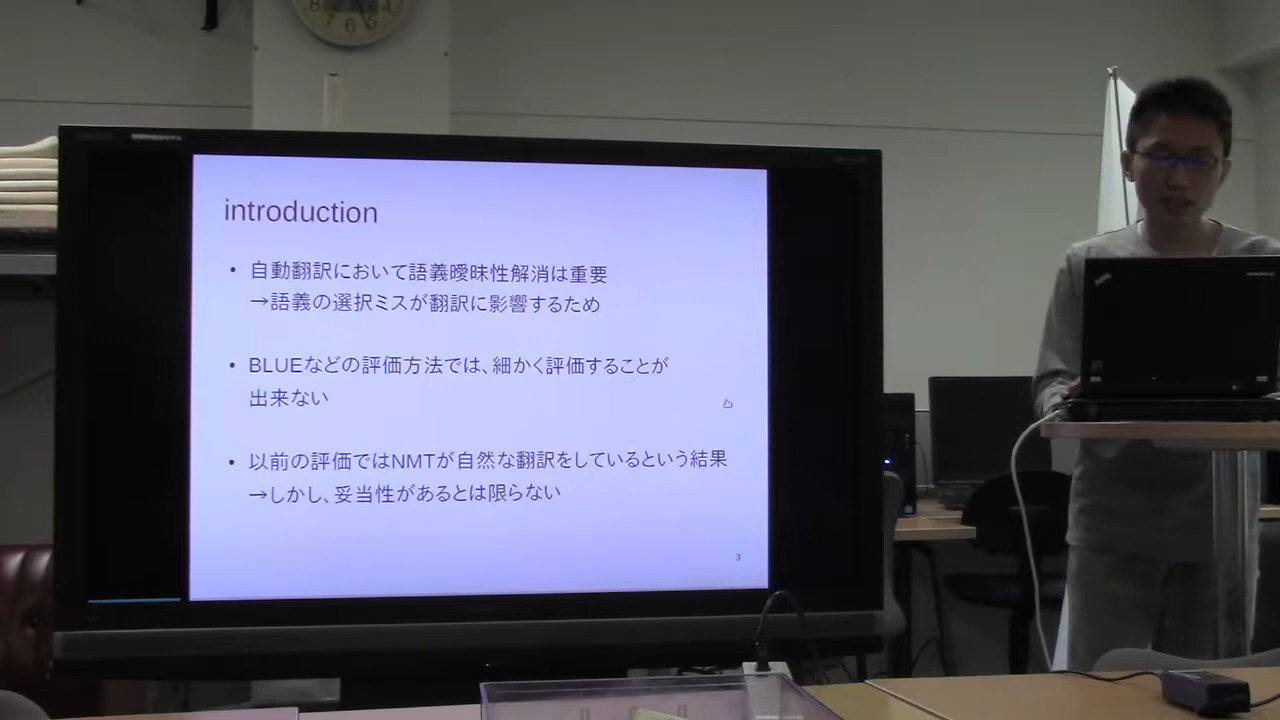 8
7
6
5
4
introduction
• 自動翻訳において語義曖昧性解消は重要
→語義の選択ミスが翻訳に影響するため
• BLUEなどの評価方法では、細かく評価することが
出来ない
• 以前の評価ではNMTが自然な翻訳をしているという結果
→しかし、妥当性があるとは限らない
3